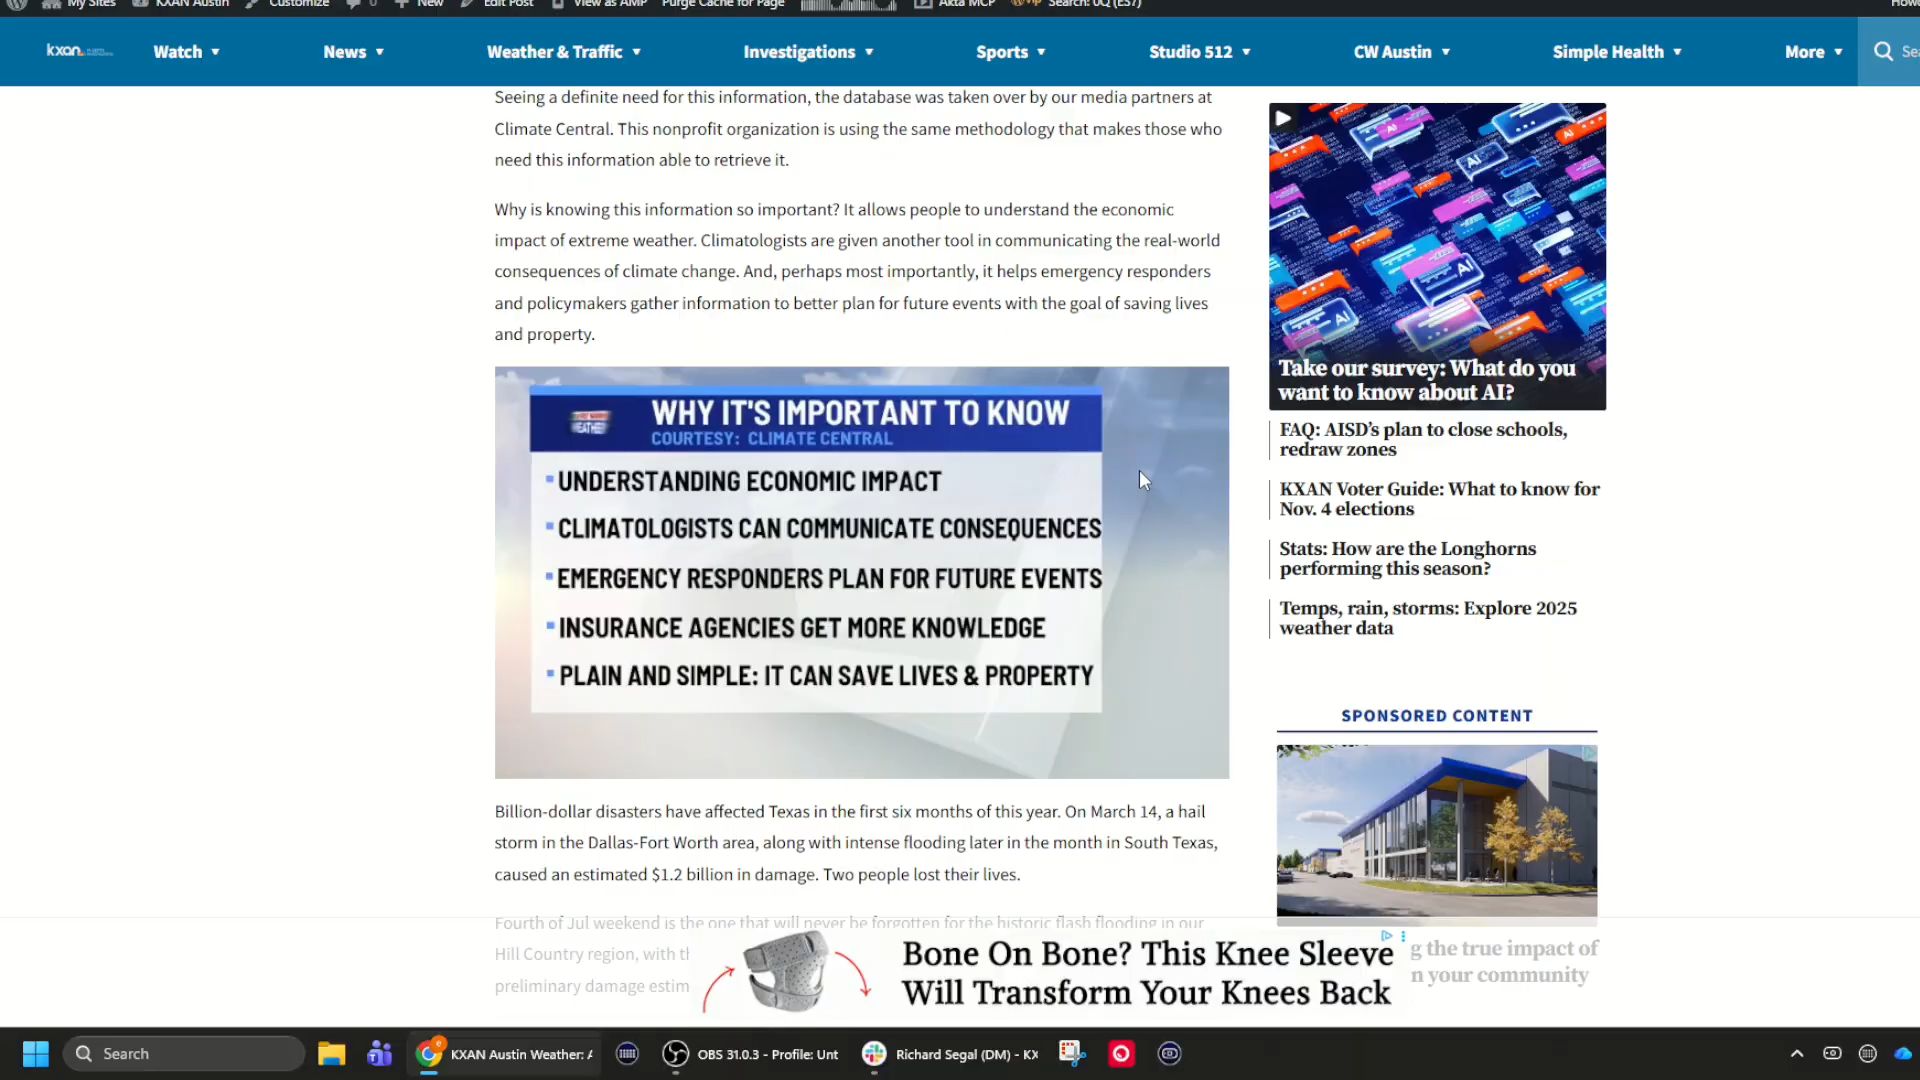 My Sites KXAN Austin Customize 0 New Edit Post View as AMP Purge Cache for Page Akta MCP Search: 0Q (ES7)
kxan Watch News Weather & Traffic Investigations Sports Studio 512 CW Austin Simple Health More
Seeing a definite need for this information, the database was taken over by our media partners at
Climate Central. This nonprofit organization is using the same methodology that makes those who
need this information able to retrieve it.
Why is knowing this information so important? It allows people to understand the economic
impact of extreme weather. Climatologists are given another tool in communicating the real-world
consequences of climate change. And, perhaps most importantly, it helps emergency responders
and policymakers gather information to better plan for future events with the goal of saving lives
and property.
WHY IT'S IMPORTANT TO KNOW
COURTESY: CLIMATE CENTRAL
UNDERSTANDING ECONOMIC IMPACT
CLIMATOLOGISTS CAN COMMUNICATE CONSEQUENCES
EMERGENCY RESPONDERS PLAN FOR FUTURE EVENTS
INSURANCE AGENCIES GET MORE KNOWLEDGE
PLAIN AND SIMPLE: IT CAN SAVE LIVES & PROPERTY
Billion-dollar disasters have affected Texas in the first six months of this year. On March 14, a hail
storm in the Dallas-Fort Worth area, along with intense flooding later in the month in South Texas,
caused an estimated $1.2 billion in damage. Two people lost their lives.
Fourth of Jul weekend is the one that will never be forgotten for the historic flash flooding in our
Hill Country region, with th
preliminary damage estim
AI
AI
AI
AI
Take our survey: What do you
want to know about AI?
FAQ: AISD's plan to close schools,
redraw zones
KXAN Voter Guide: What to know for
Nov. 4 elections
Stats: How are the Longhorns
performing this season?
Temps, rain, storms: Explore 2025
weather data
SPONSORED CONTENT
g the true impact of
n your community
Bone On Bone? This Knee Sleeve
Will Transform Your Knees Back
Search KXAN Austin Weather: OBS 31.0.3 - Profile: Unt Richard Segal (DM) - KX